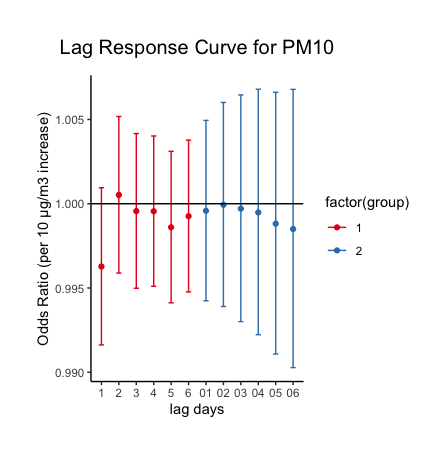 Lag Response Curve for PM10
Odds Ratio (per 10 μg/m3 increase)
1.005
1.000
0.995
0.990
1 2 3 4 5 6 01 02 03 04 05 06
lag days
factor(group)
1
2